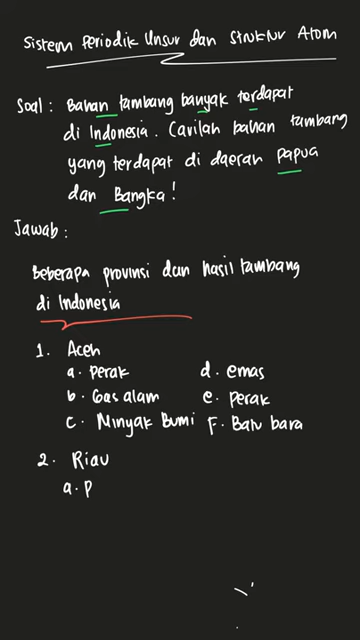 Sistem Periodik Unsur dan Struktur Atom
Soal : Bahan tambang banyak terdapat
di Indonesia. Carilah bahan tambang
yang terdapat di daerah Papua
dan Bangka!
Jawab :
Beberapa provinsi dan hasil tambang
di Indonesia
1. Aceh
a. Perak
d. emas
b. Gas alam
e. Perak
c. Minyak Bumi
F. Batu bara
2. Riau
a. P